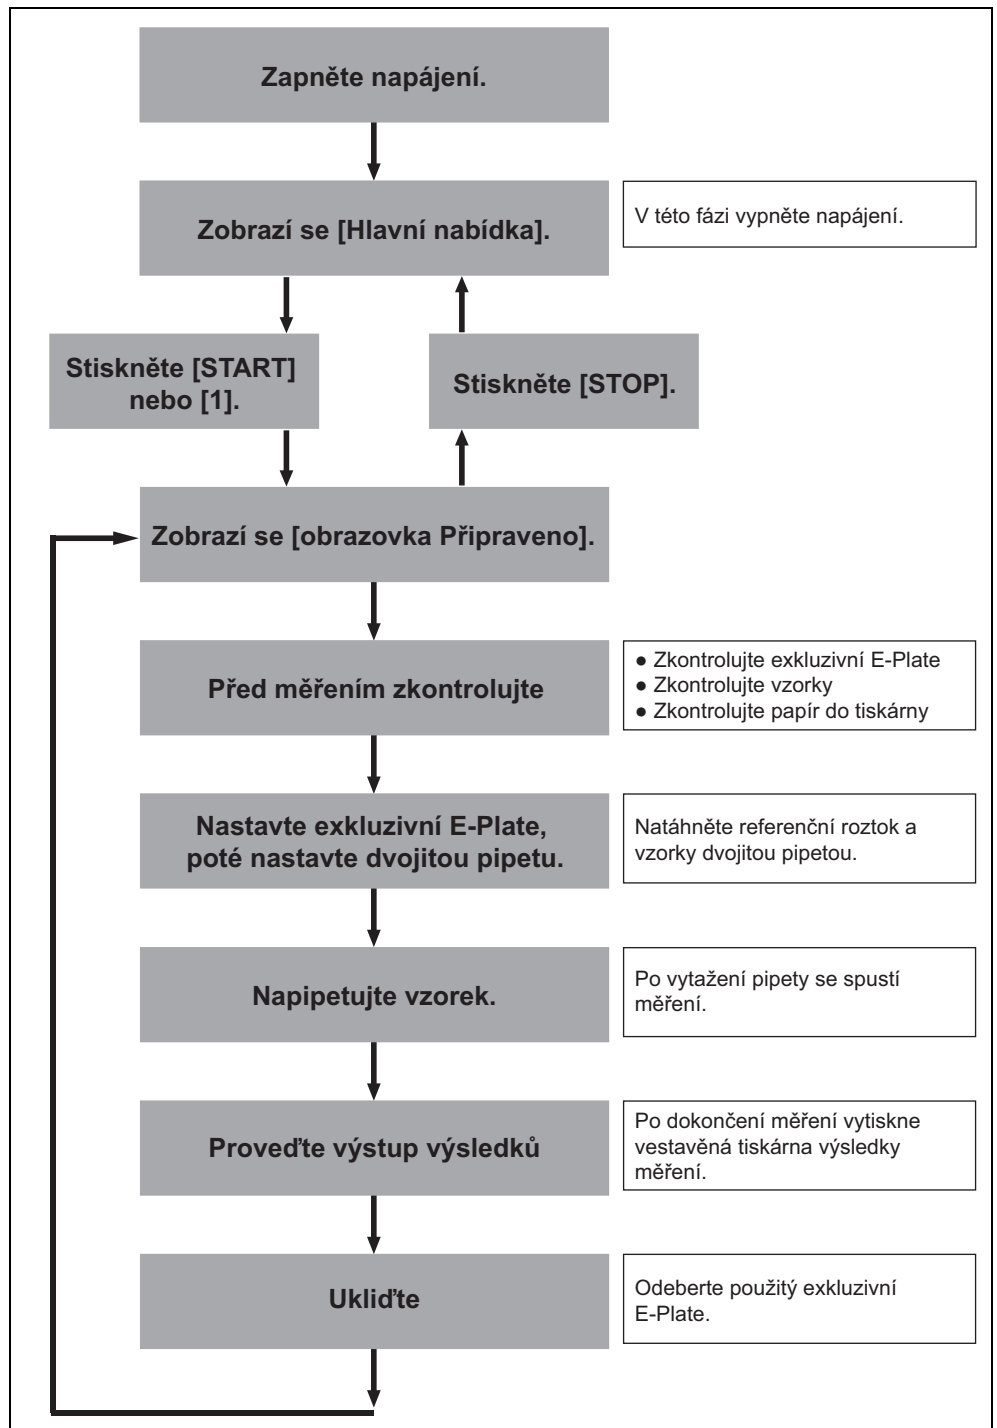 Zapněte napájení.
Zobrazí se [Hlavní nabídka].
V této fázi vypněte napájení.
Stiskněte [START]
nebo [1].
Stiskněte [STOP].
Zobrazí se [obrazovka Připraveno].
Před měřením zkontrolujte
● Zkontrolujte exkluzivní E-Plate
● Zkontrolujte vzorky
● Zkontrolujte papír do tiskárny
Nastavte exkluzivní E-Plate,
poté nastavte dvojitou pipetu.
Natáhněte referenční roztok a
vzorky dvojitou pipetou.
Napipetujte vzorek.
Po vytažení pipety se spustí
měření.
Proveďte výstup výsledků
Po dokončení měření vytiskne
vestavěná tiskárna výsledky
měření.
Ukliďte
Odeberte použitý exkluzivní
E-Plate.